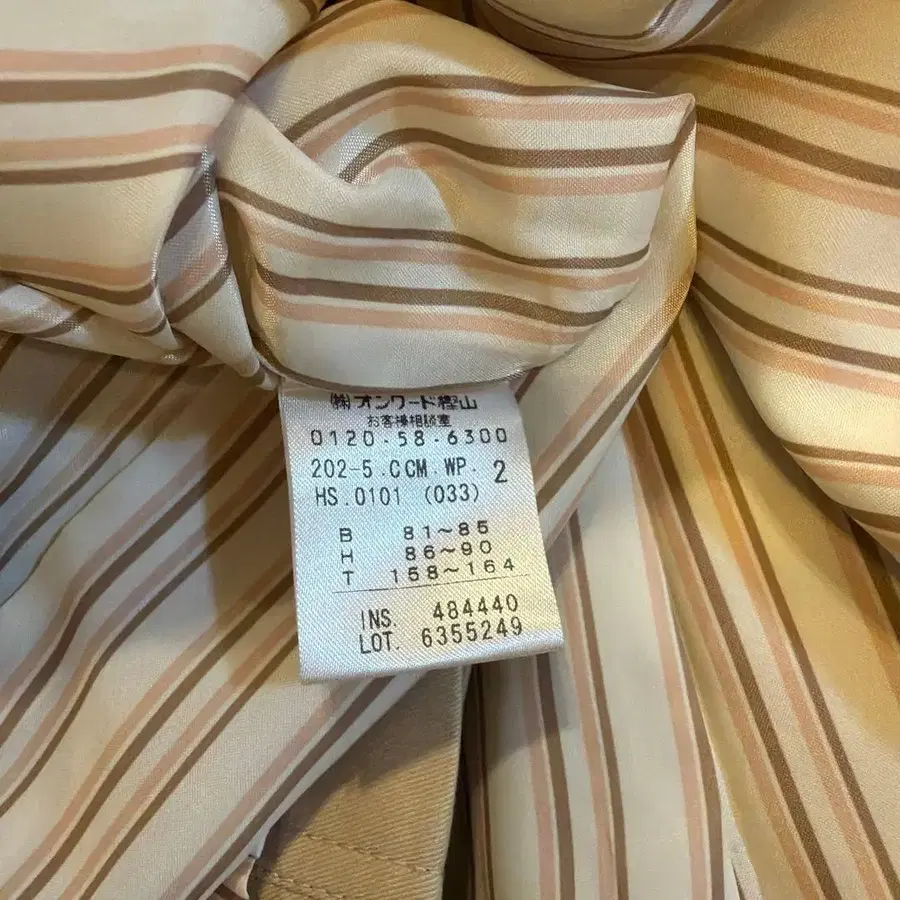 ㈱オンワード樫山
お客様相談室
0120.58.6300
202-5.CCM.WP. 2
HS.0101 (033)
B 81~85
H 86~90
T 158~164
INS. 484440
LOT. 6355249